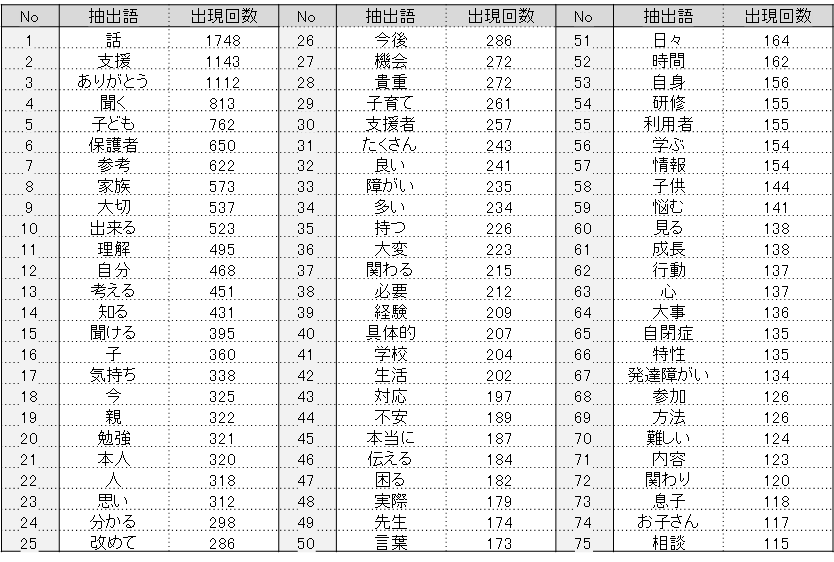 No 抽出語 出現回数 No 抽出語 出現回数 No 抽出語 出現回数
1 話 1748 26 今後 286 51 日々 164
2 支援 1143 27 機会 272 52 時間 162
3 ありがとう 1112 28 貴重 272 53 自身 156
4 聞く 813 29 子育て 261 54 研修 155
5 子ども 762 30 支援者 257 55 利用者 155
6 保護者 650 31 たくさん 243 56 学ぶ 154
7 参考 622 32 良い 241 57 情報 154
8 家族 573 33 障がい 235 58 子供 144
9 大切 537 34 多い 234 59 悩む 141
10 出来る 523 35 持つ 226 60 見る 138
11 理解 495 36 大変 223 61 成長 138
12 自分 468 37 関わる 215 62 行動 137
13 考える 451 38 必要 212 63 心 137
14 知る 431 39 経験 209 64 大事 136
15 聞ける 395 40 具体的 207 65 自閉症 135
16 子 360 41 学校 204 66 特性 135
17 気持ち 338 42 生活 202 67 発達障がい 134
18 今 325 43 対応 197 68 参加 126
19 親 322 44 不安 189 69 方法 126
20 勉強 321 45 本当に 187 70 難しい 124
21 本人 320 46 伝える 184 71 内容 123
22 人 318 47 困る 182 72 関わり 120
23 思い 312 48 実際 179 73 息子 118
24 分かる 298 49 先生 174 74 お子さん 117
25 改めて 286 50 言葉 173 75 相談 115